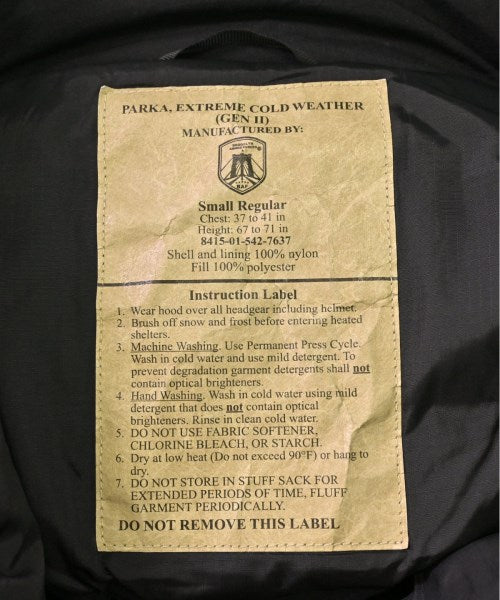 PARKA, EXTREME COLD WEATHER
(GEN II)
MANUFACTURED BY:
BAF
Small Regular
Chest: 37 to 41 in
Height: 67 to 71 in
8415-01-542-7637
Shell and lining 100% nylon
Fill 100% polyester
Instruction Label
1. Wear hood over all headgear including helmet.
2. Brush off snow and frost before entering heated
shelters.
3. Machine Washing. Use Permanent Press Cycle.
Wash in cold water and use mild detergent. To
prevent degradation garment detergents shall not
contain optical brighteners.
4. Hand Washing. Wash in cold water using mild
detergent that does not contain optical
brighteners. Rinse in clean cold water.
5. DO NOT USE FABRIC SOFTENER,
CHLORINE BLEACH, OR STARCH.
6. Dry at low heat (Do not exceed 90°F) or hang to
dry.
7. DO NOT STORE IN STUFF SACK FOR
EXTENDED PERIODS OF TIME, FLUFF
GARMENT PERIODICALLY.
DO NOT REMOVE THIS LABEL